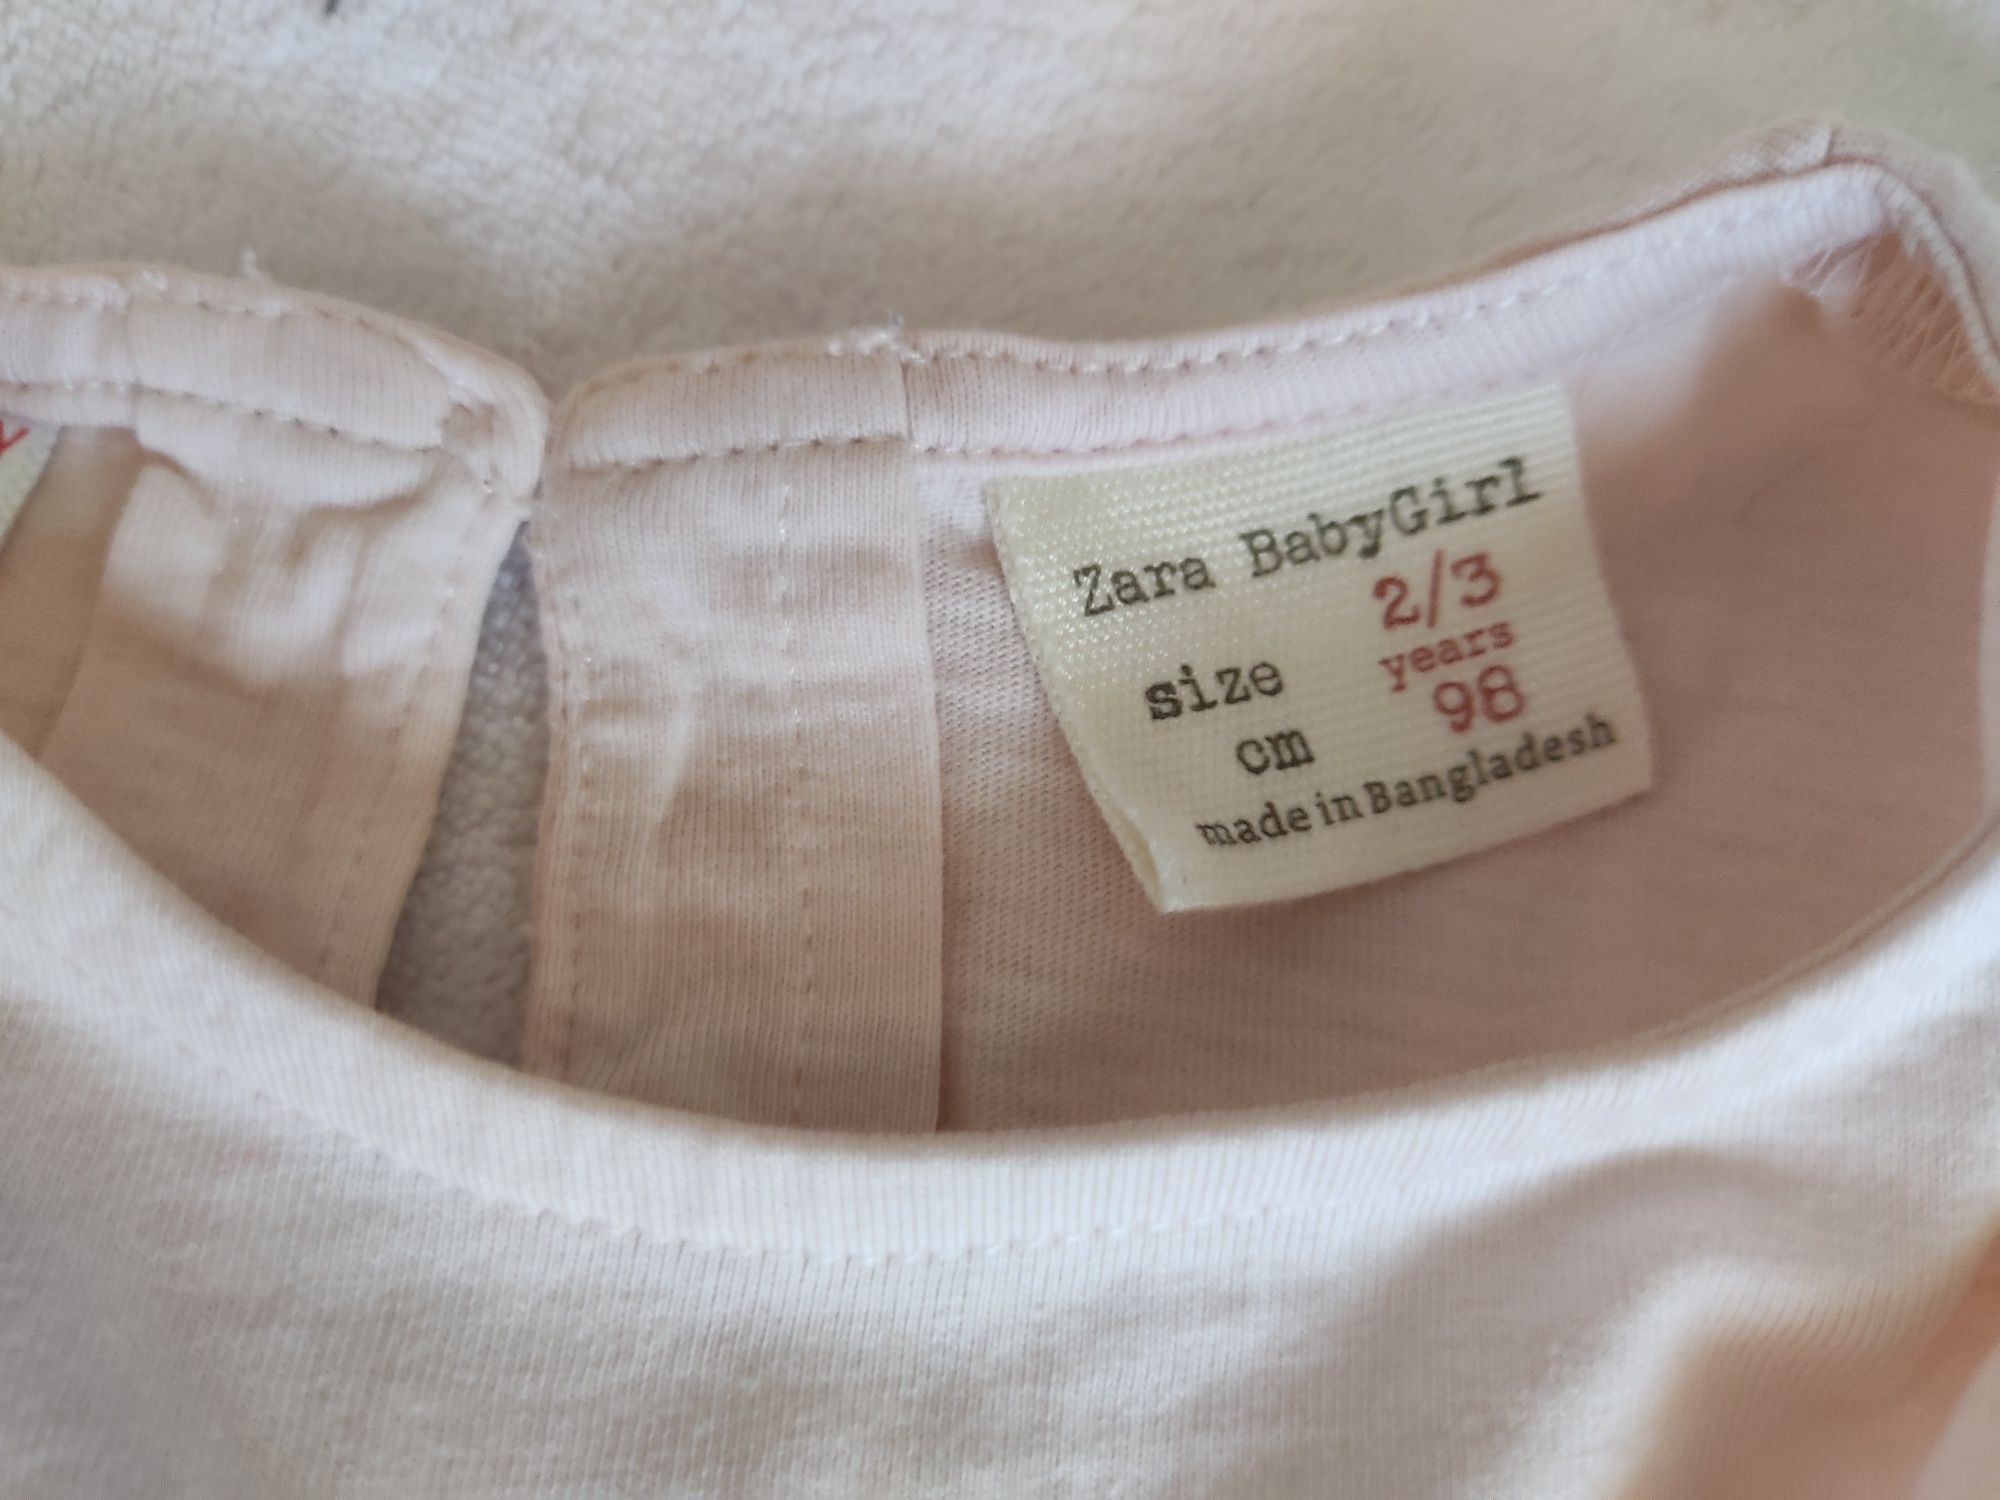 Zara BabyGirl
size 2/3
years
cm 98
made in Bangladesh